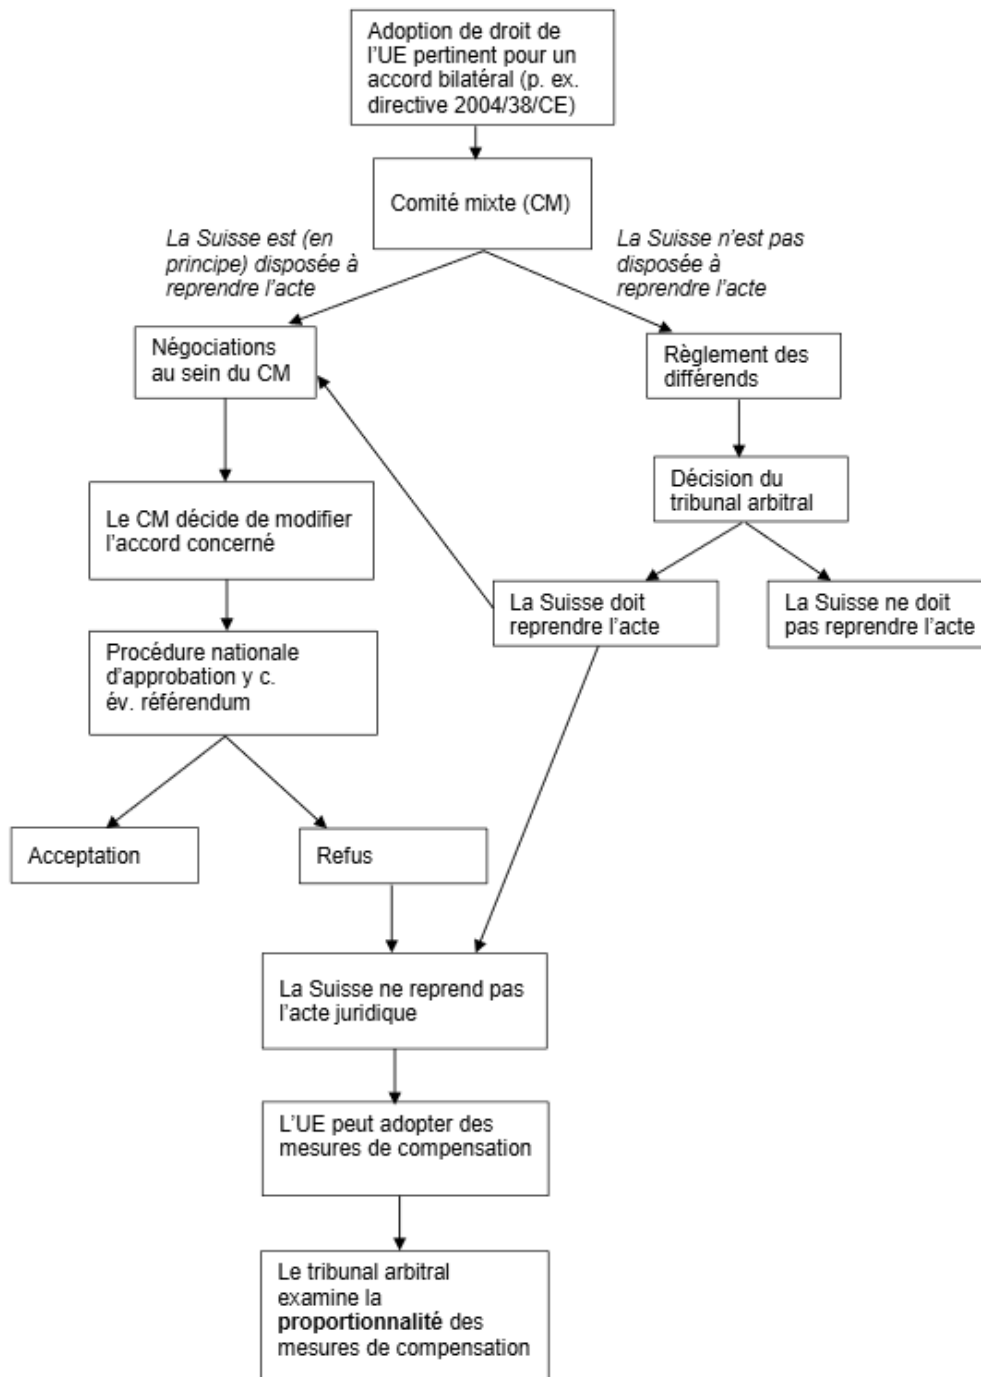 Adoption de droit de
l'UE pertinent pour un
accord bilatéral (p. ex.
directive 2004/38/CE)
Comité mixte (CM)
La Suisse est (en
principe) disposée à
reprendre l'acte
La Suisse n'est pas
disposée à
reprendre l'acte
Négociations
au sein du CM
Règlement des
différends
Décision du
tribunal arbitral
Le CM décide de modifier
l'accord concerné
La Suisse doit
reprendre l'acte
La Suisse ne doit
pas reprendre l'acte
Procédure nationale
d'approbation y c.
év. référendum
Acceptation
Refus
La Suisse ne reprend pas
l'acte juridique
L'UE peut adopter des
mesures de compensation
Le tribunal arbitral
examine la
proportionnalité des
mesures de compensation